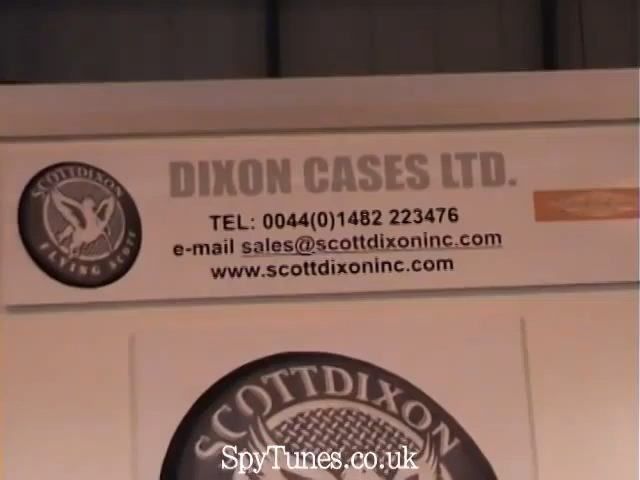 DIXON CASES LTD.
TEL: 0044(0)1482 223476
e-mail sales@scottdixoninc.com
www.scottdixoninc.com
SCOTTDIXON
FLYING SCOTT
SCOTTDIXON
SpyTunes.co.uk